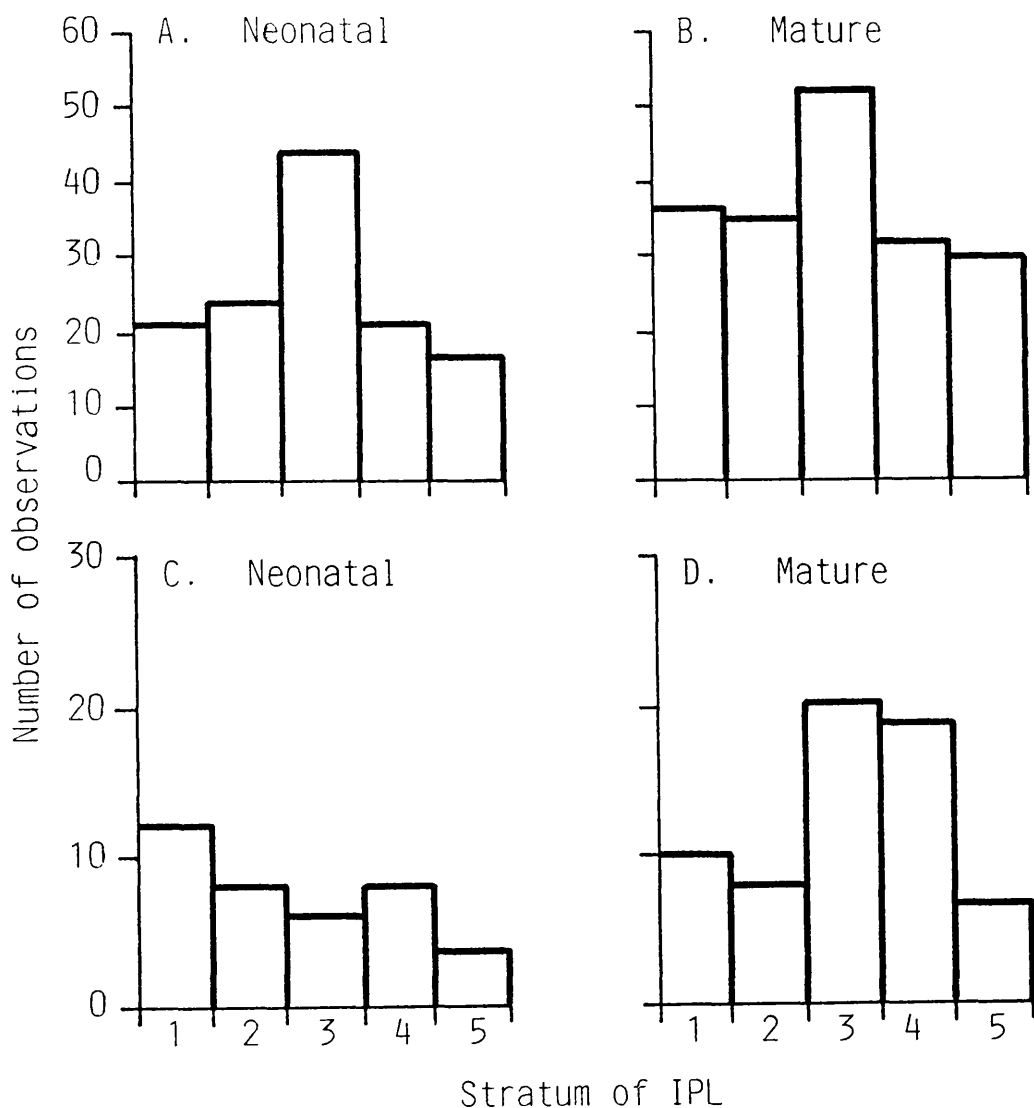 A. Neonatal
B. Mature
60
50
40
30
20
10
0
C. Neonatal
D. Mature
30
20
10
0
1 2 3 4 5
1 2 3 4 5
Number of observations
Stratum of IPL